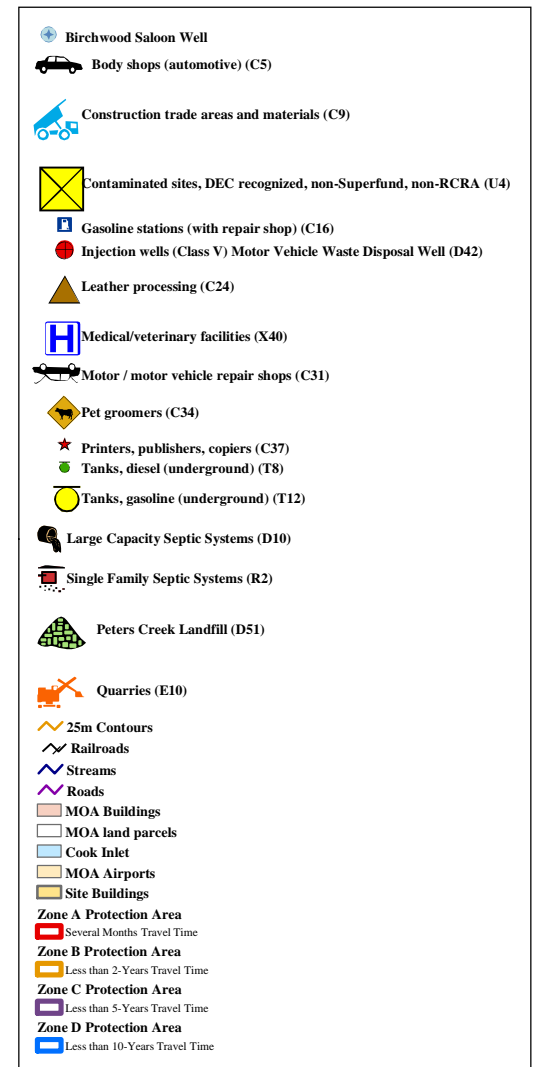 Birchwood Saloon Well
Body shops (automotive) (C5)
Construction trade areas and materials (C9)
Contaminated sites, DEC recognized, non-Superfund, non-RCRA (U4)
Gasoline stations (with repair shop) (C16)
Injection wells (Class V) Motor Vehicle Waste Disposal Well (D42)
Leather processing (C24)
H Medical/veterinary facilities (X40)
Motor / motor vehicle repair shops (C31)
Pet groomers (C34)
Printers, publishers, copiers (C37)
Tanks, diesel (underground) (T8)
Tanks, gasoline (underground) (T12)
Large Capacity Septic Systems (D10)
Single Family Septic Systems (R2)
Peters Creek Landfill (D51)
Quarries (E10)
25m Contours
Railroads
Streams
Roads
MOA Buildings
MOA land parcels
Cook Inlet
MOA Airports
Site Buildings
Zone A Protection Area
Several Months Travel Time
Zone B Protection Area
Less than 2-Years Travel Time
Zone C Protection Area
Less than 5-Years Travel Time
Zone D Protection Area
Less than 10-Years Travel Time